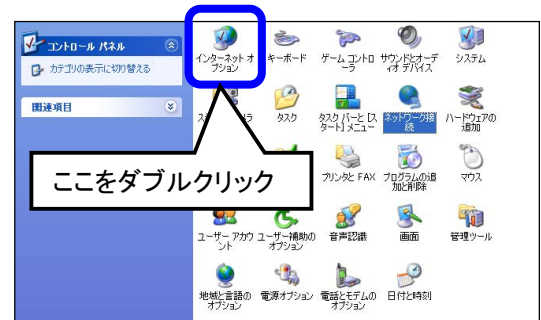 コントロール パネル
カテゴリの表示に切り替える
関連項目
インターネット オ
プション
キーボード
ゲーム コントロ
ーラ
サウンドとオーデ
ィオ デバイス
システム
タスク
タスク バーと [ス
タート] メニュー
ネットワーク接
続
ハードウェアの
追加
ここをダブルクリック
プリンタと FAX
プログラムの追
加と削除
マウス
ユーザー アカウ
ント
ユーザー補助の
オプション
音声認識
画面
管理ツール
地域と言語の
オプション
電源オプション
電話とモデムの
オプション
日付と時刻